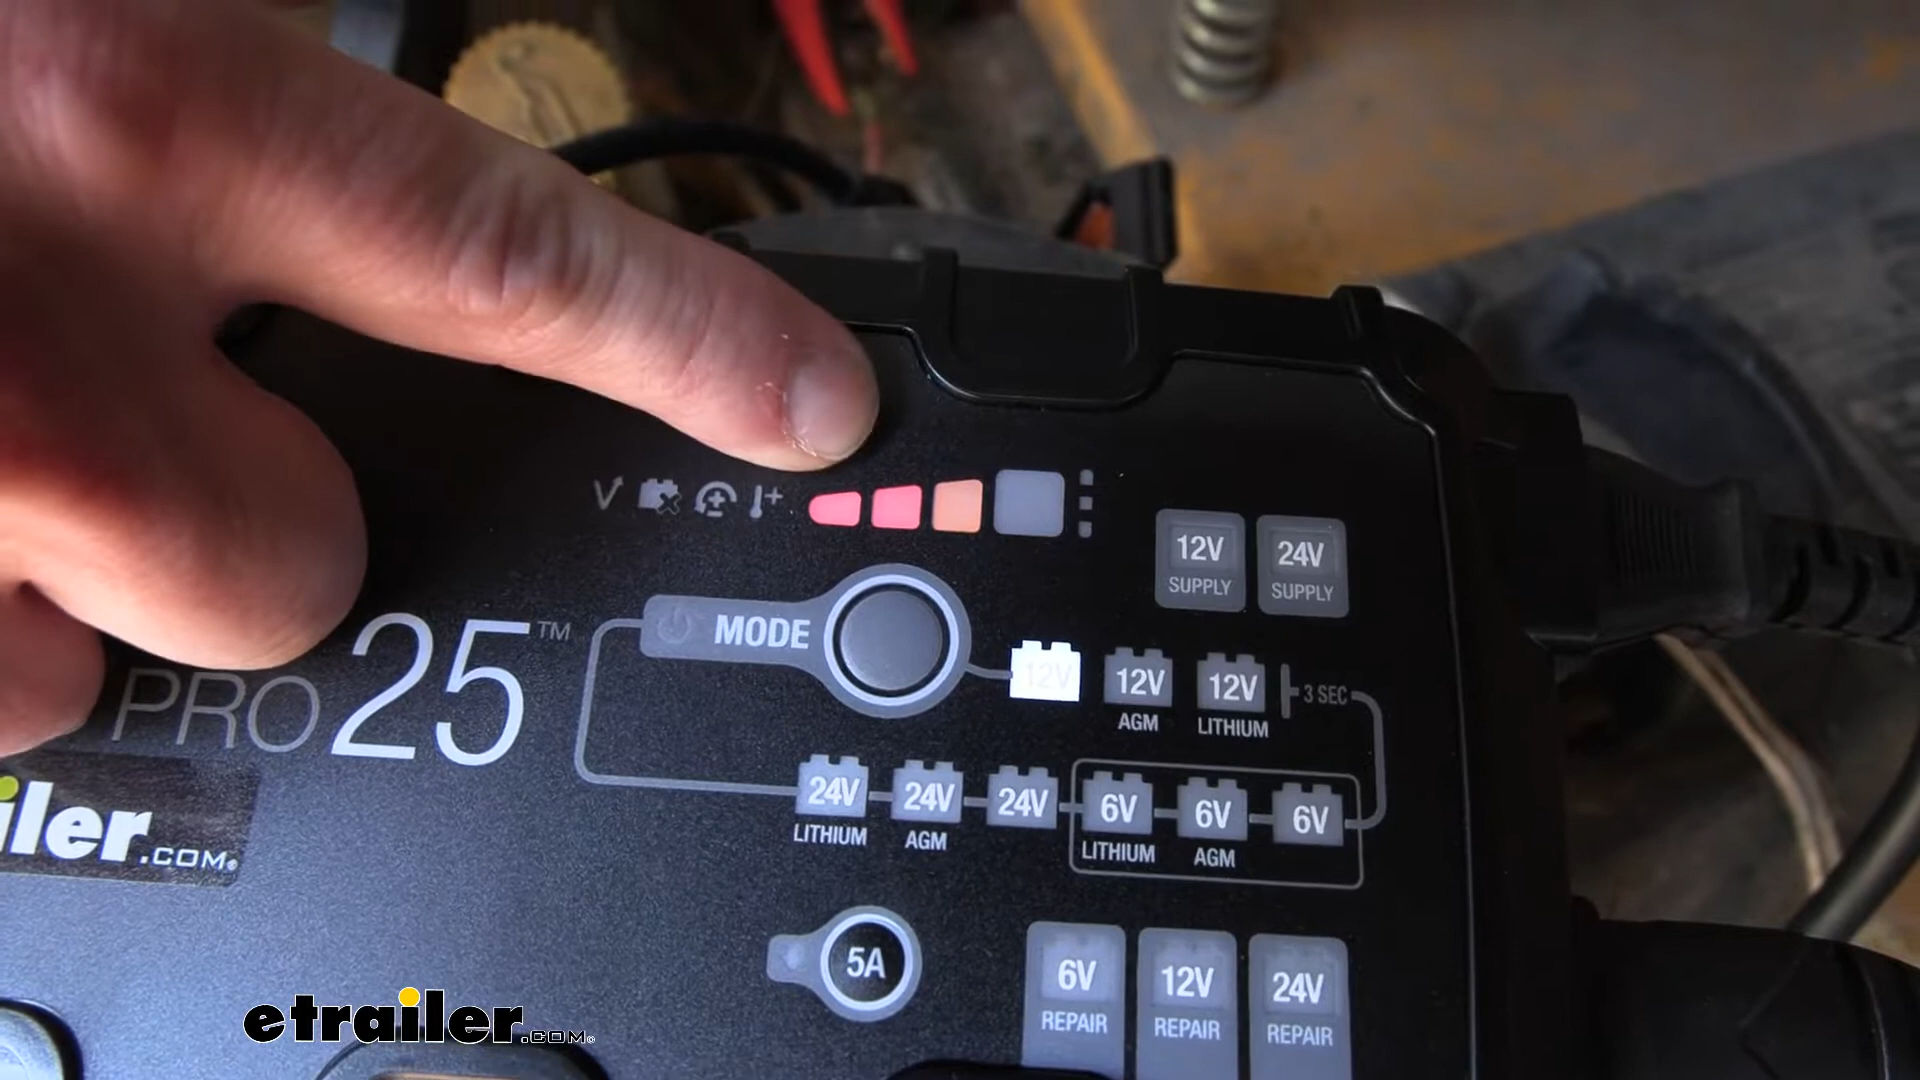 V
12V
SUPPLY
24V
SUPPLY
MODE
12V
12V
AGM
12V
LITHIUM
3 SEC
PRO25™
24V
LITHIUM
24V
AGM
24V
6V
LITHIUM
6V
AGM
6V
iler.COM®
5A
6V
REPAIR
12V
REPAIR
24V
REPAIR
etrailer.COM®